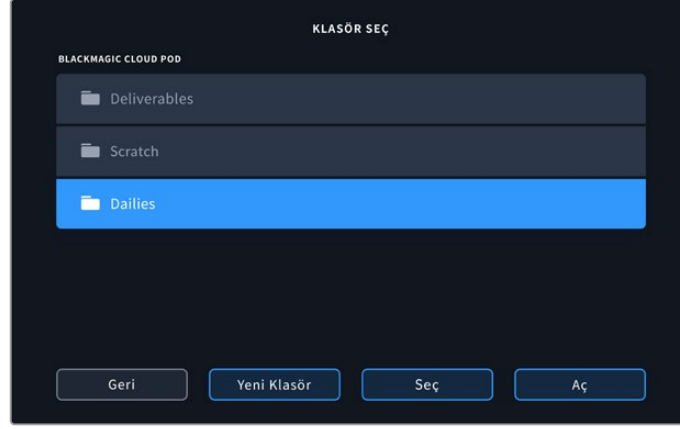 KLASÖR SEÇ
BLACKMAGIC CLOUD POD
Deliverables
Scratch
Dailies
Geri Yeni Klasör Seç Aç